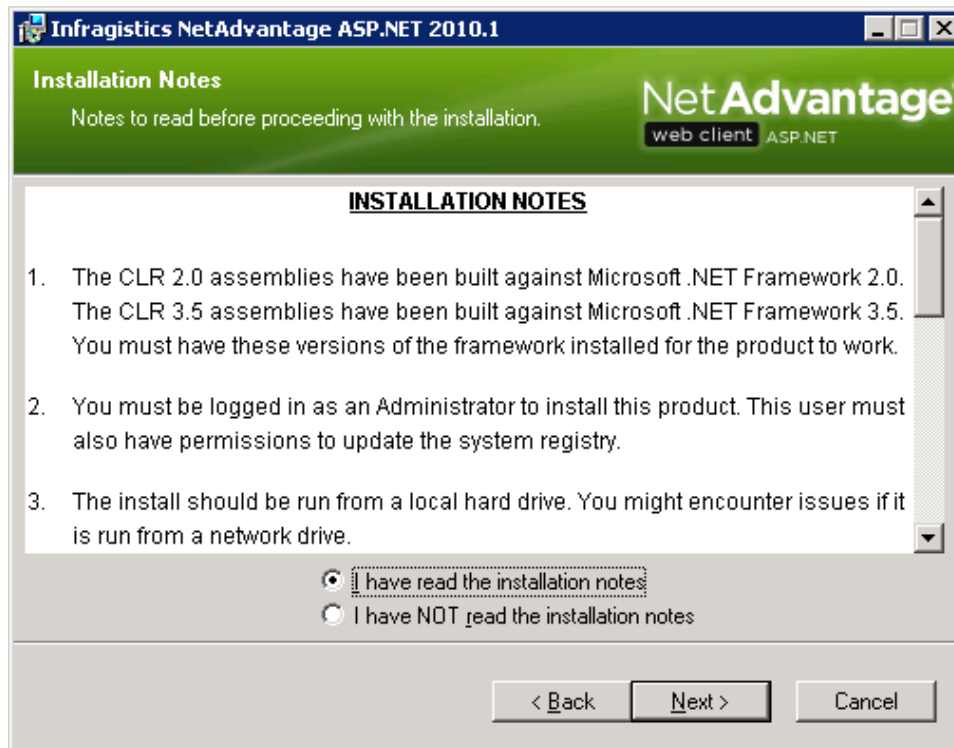 Infragistics NetAdvantage ASP.NET 2010.1
Installation Notes
Notes to read before proceeding with the installation.
NetAdvantage
web client ASP.NET
INSTALLATION NOTES
1. The CLR 2.0 assemblies have been built against Microsoft .NET Framework 2.0.
The CLR 3.5 assemblies have been built against Microsoft .NET Framework 3.5.
You must have these versions of the framework installed for the product to work.
2. You must be logged in as an Administrator to install this product. This user must
also have permissions to update the system registry.
3. The install should be run from a local hard drive. You might encounter issues if it
is run from a network drive.
I have read the installation notes
I have NOT read the installation notes
< Back
Next >
Cancel